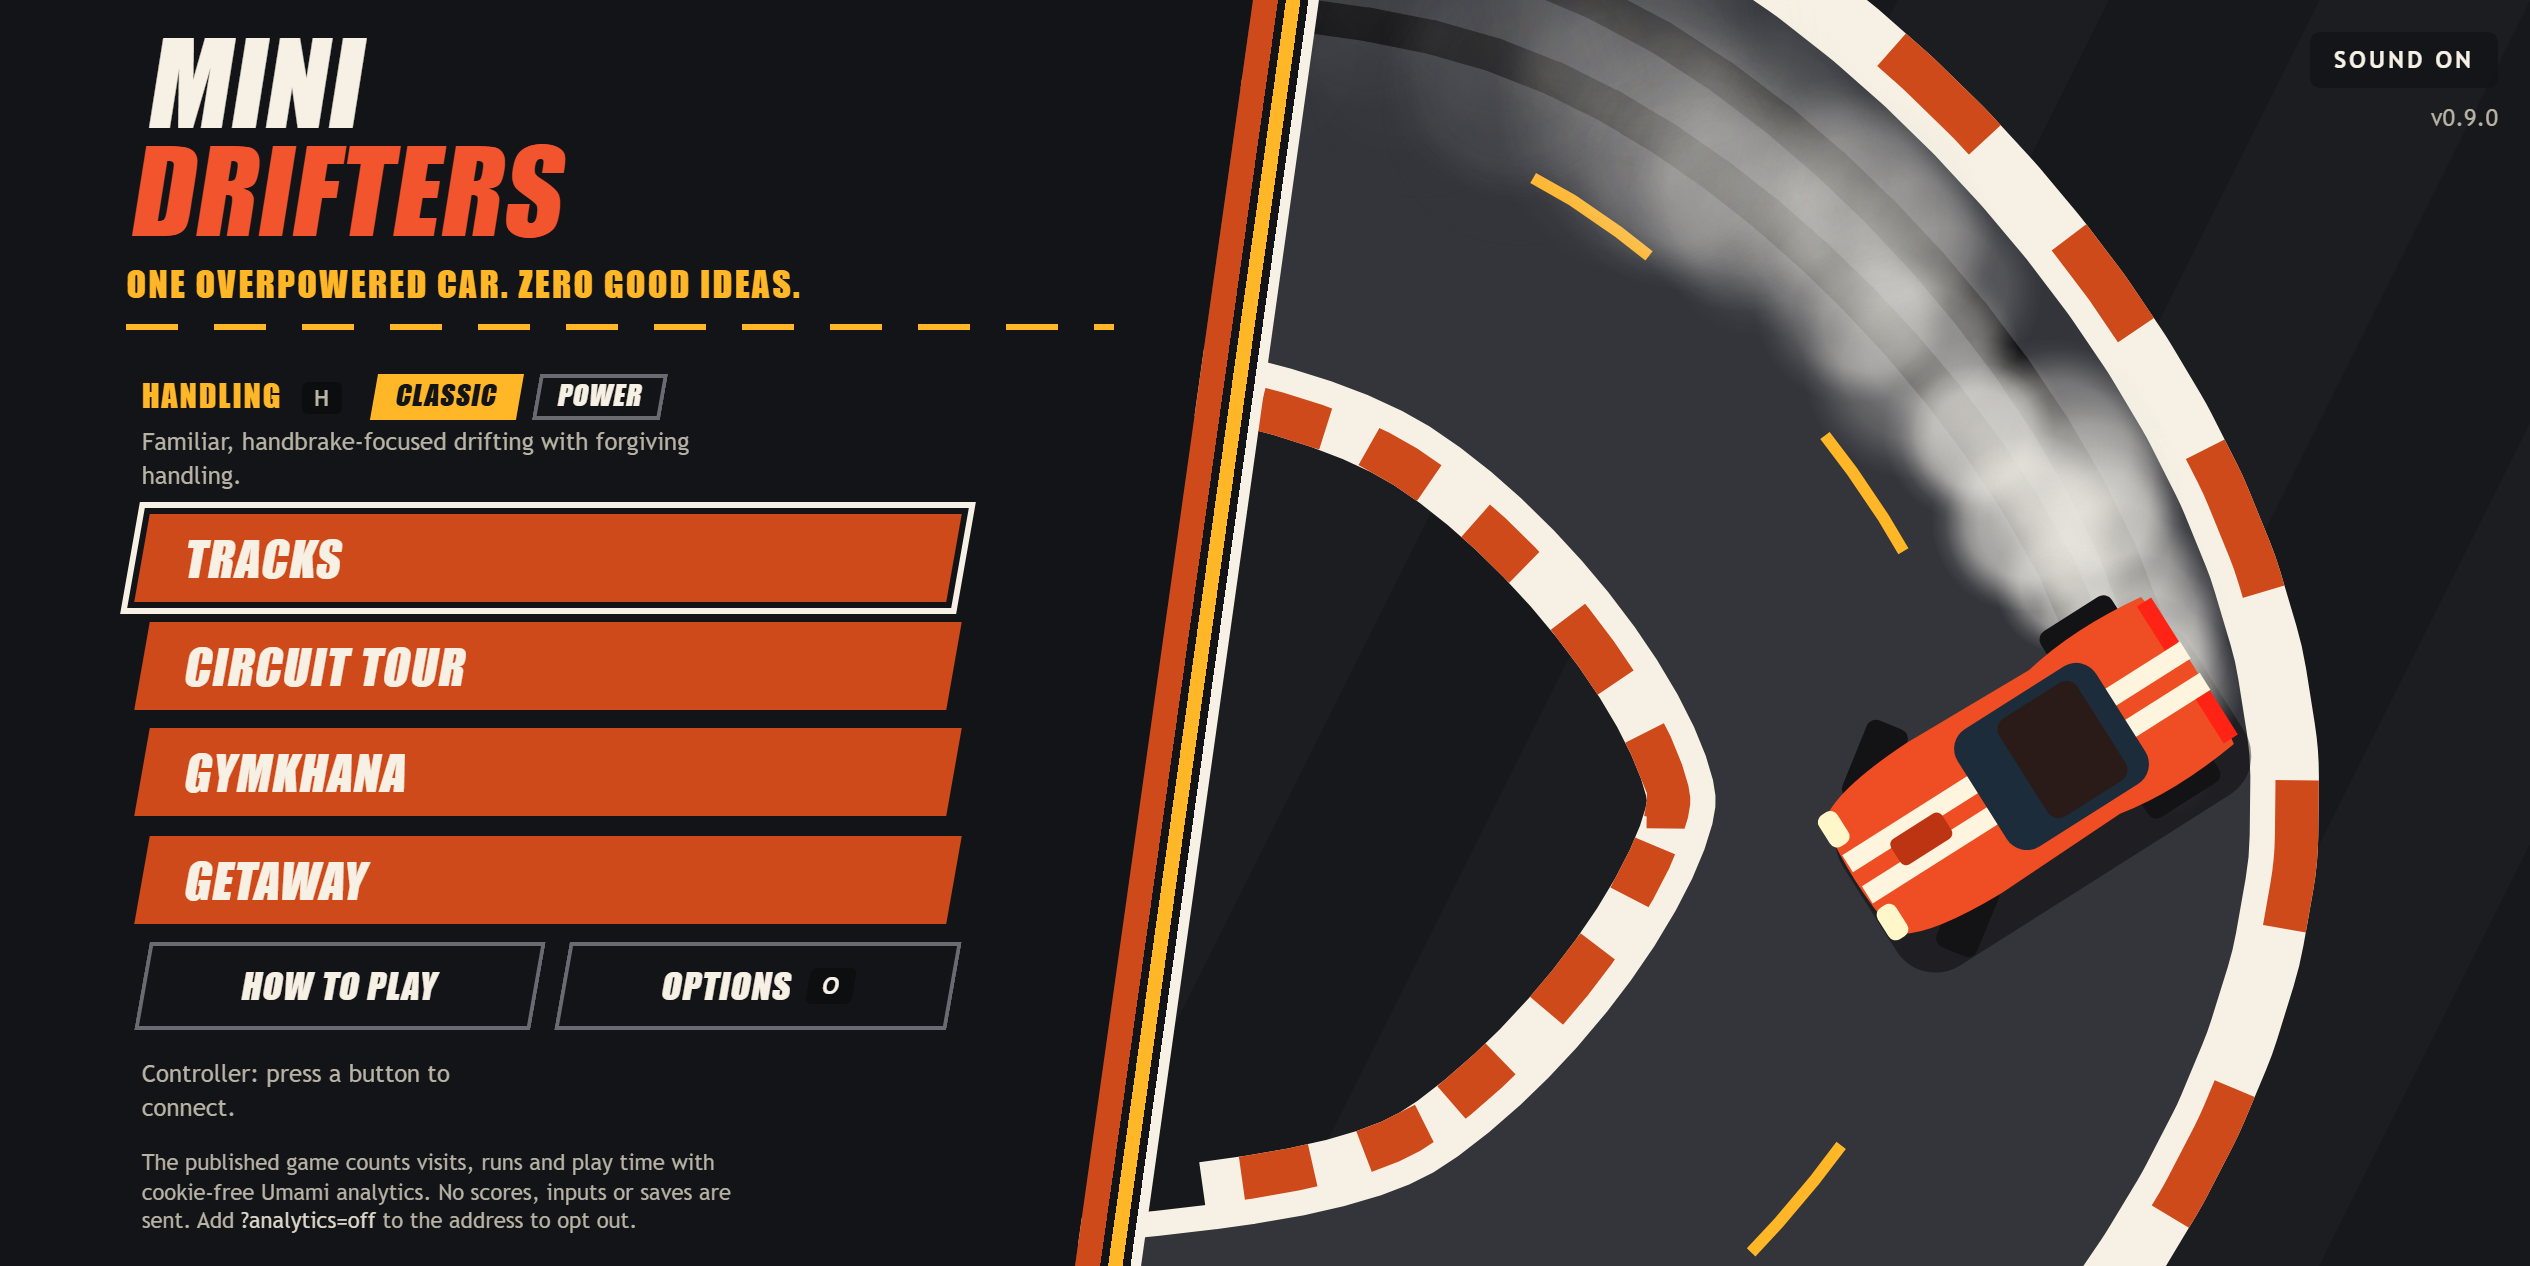 MINI
DRIFTERS
ONE OVERPOWERED CAR. ZERO GOOD IDEAS.
HANDLING H CLASSIC POWER
Familiar, handbrake-focused drifting with forgiving
handling.
TRACKS
CIRCUIT TOUR
GYMKHANA
GETAWAY
HOW TO PLAY OPTIONS O
Controller: press a button to
connect.
The published game counts visits, runs and play time with
cookie-free Umami analytics. No scores, inputs or saves are
sent. Add ?analytics=off to the address to opt out.
SOUND ON
v0.9.0